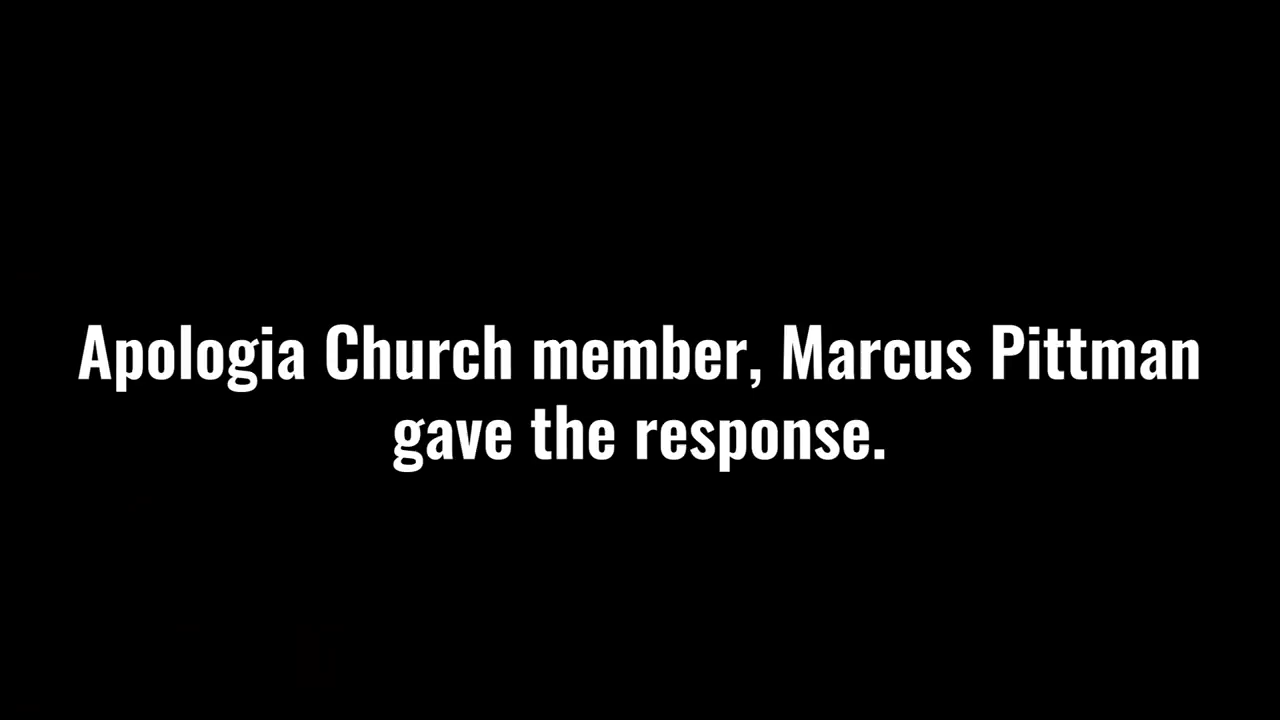 Apologia Church member, Marcus Pittman
gave the response.